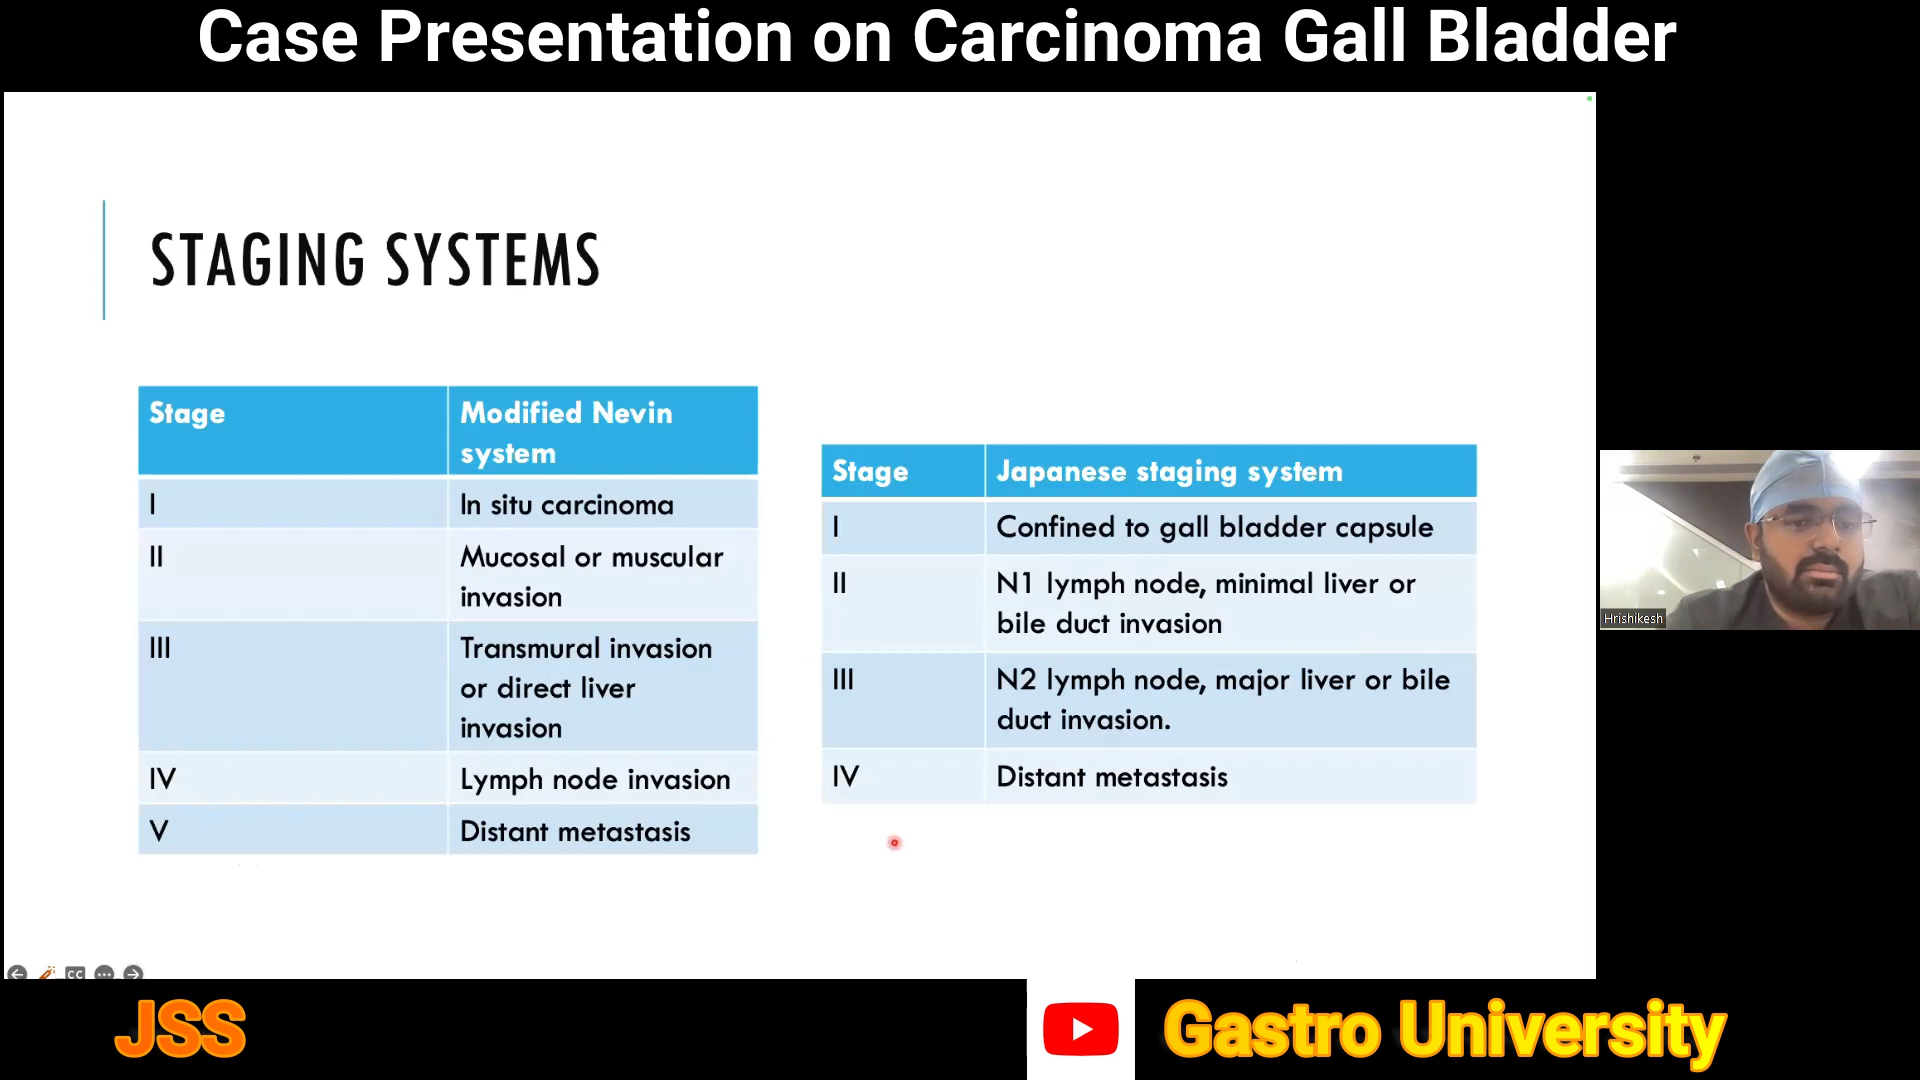 Case Presentation on Carcinoma Gall Bladder
STAGING SYSTEMS
Stage
Modified Nevin
system
I
In situ carcinoma
II
Mucosal or muscular
invasion
III
Transmural invasion
or direct liver
invasion
IV
Lymph node invasion
V
Distant metastasis
Stage
Japanese staging system
I
Confined to gall bladder capsule
II
N1 lymph node, minimal liver or
bile duct invasion
III
N2 lymph node, major liver or bile
duct invasion.
IV
Distant metastasis
Hrishikesh
CC
JSS
Gastro University